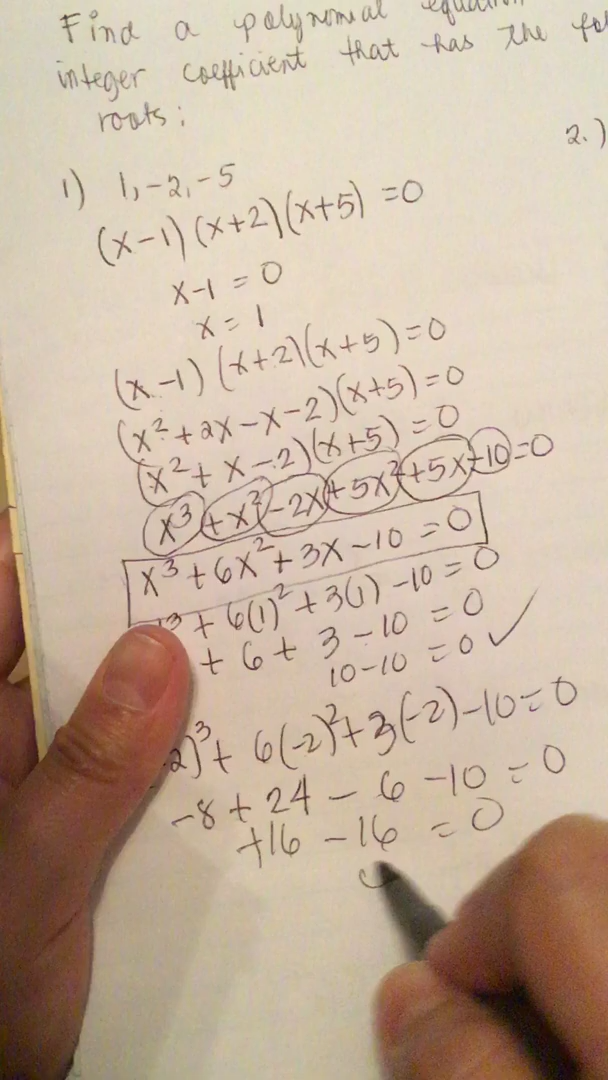 Find a polynomial equation
integer coefficient that has the
roots:
2.)
1) 1, -2, -5
(x-1)(x+2)(x+5) =0
x-1 = 0
x = 1
(x-1)(x+2)(x+5)=0
(x²+2x-x-2)(x+5)=0
(x²+x-2)(x+5)=0
x³+x²-2x+5x²+5x-10=0
x³+6x²+3x-10=0
+ 6(1)²+3(1)-10=0
+ 6 + 3 - 10 = 0
10-10 = 0 ✓
2)³+ 6(-2)²+3(-2)-10=0
-8 + 24 - 6 -10 = 0
+16 -16 = 0